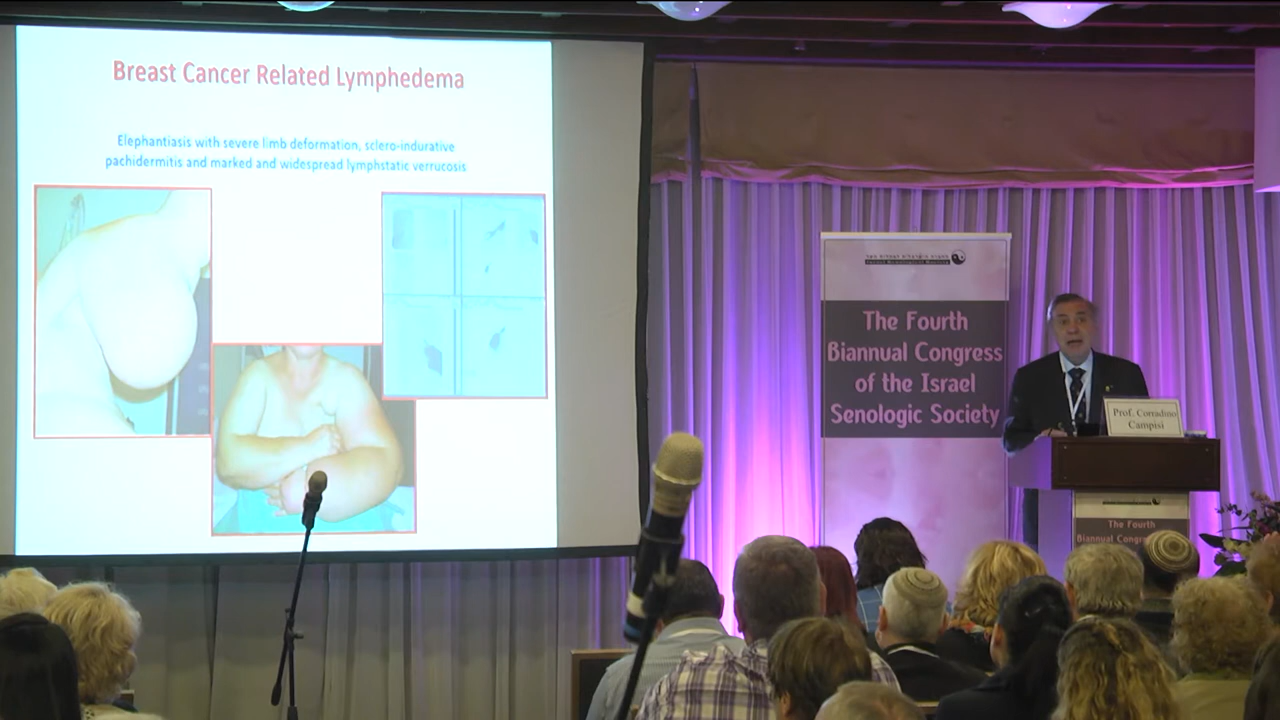 Breast Cancer Related Lymphedema
Elephantiasis with severe limb deformation, sclero-indurative
pachidermitis and marked and widespread lymphstatic verrucosis
The Fourth
Biannual Congress
of the Israel
Senologic Society
Prof. Corradino
Campisi
The Fourth
Biannual